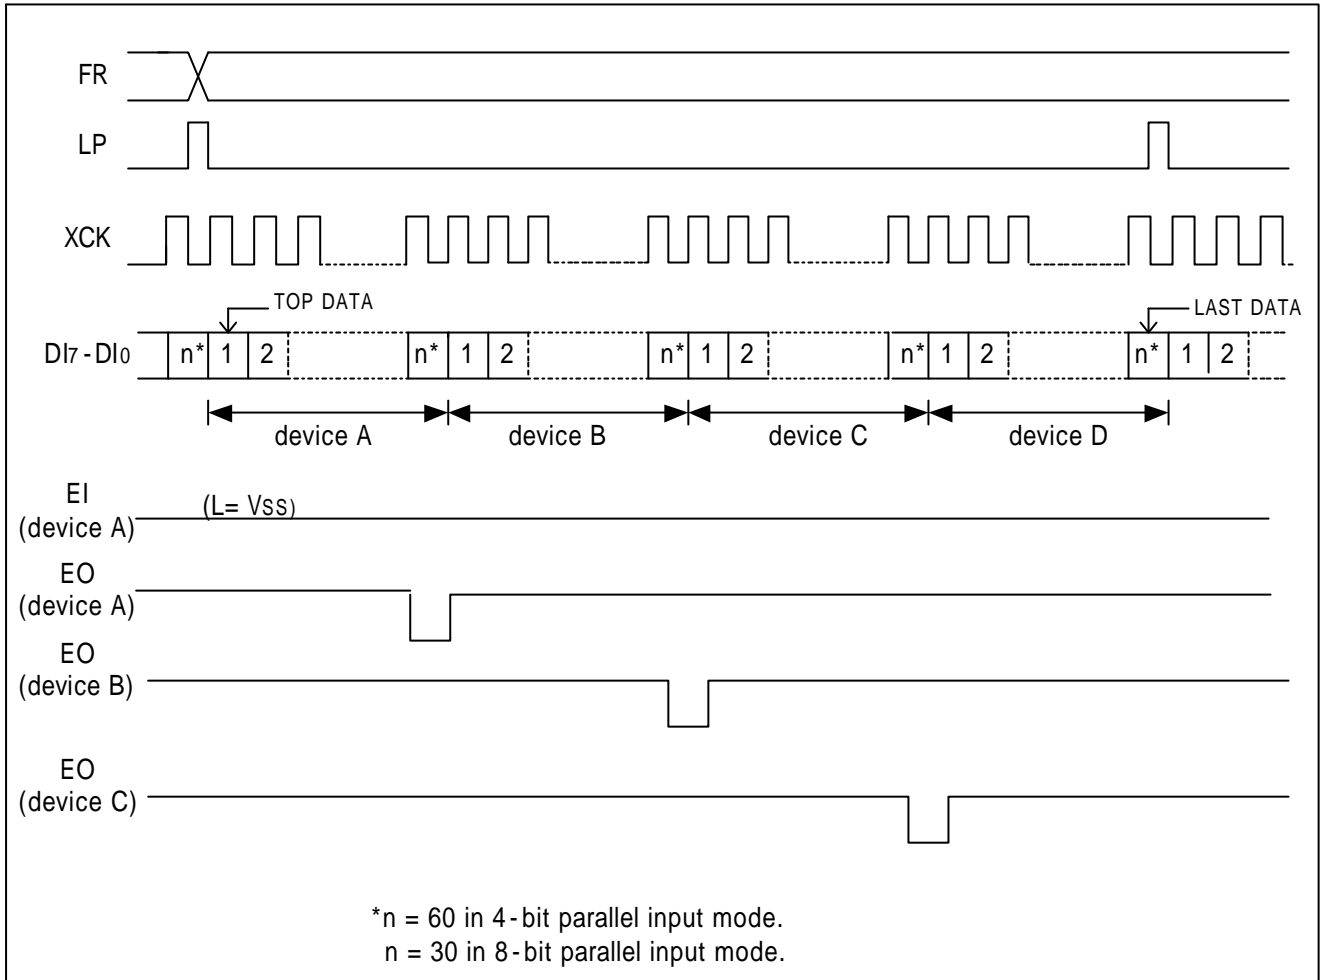 FR
LP
XCK
TOP DATA
LAST DATA
DI7 - DI0
n* 1 2 n* 1 2 n* 1 2 n* 1 2 n* 1 2
device A device B device C device D
EI
(device A)
(L= VSS)
EO
(device A)
EO
(device B)
EO
(device C)
*n = 60 in 4-bit parallel input mode.
n = 30 in 8-bit parallel input mode.